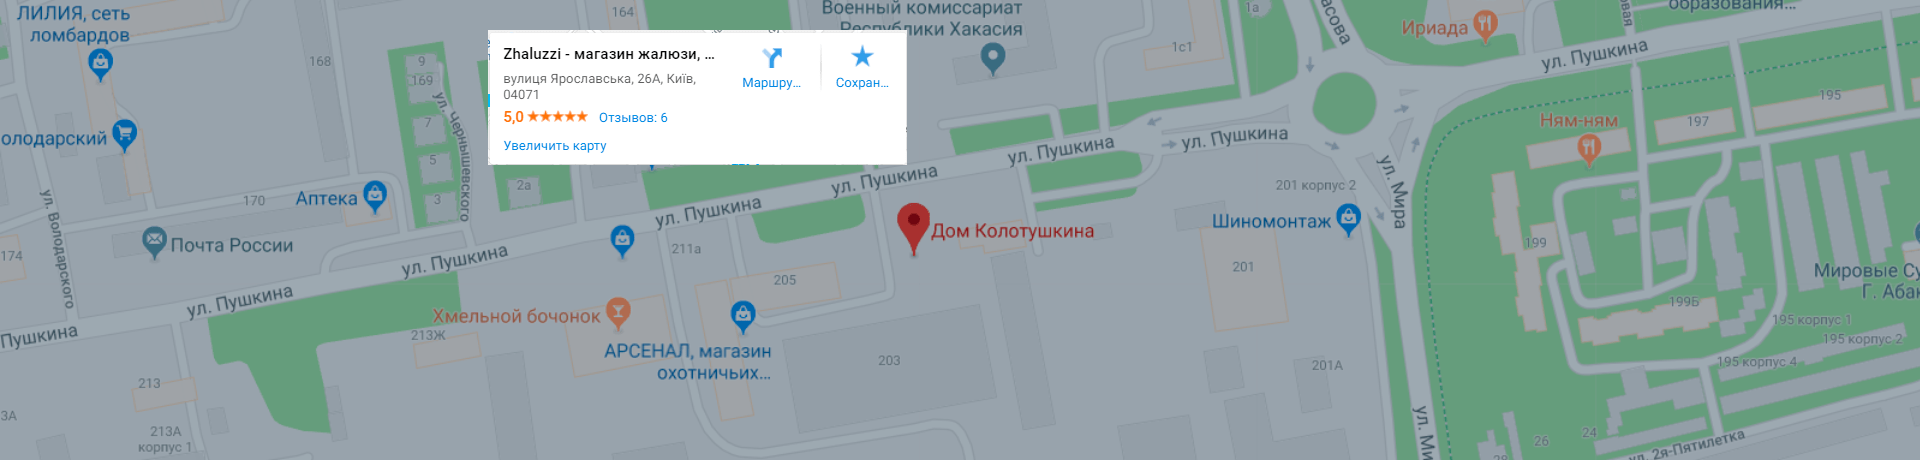 ЛИЛИЯ, сеть
ломбардов
164
Военный комиссариат
Республики Хакасия
1а
Ириада
образования...
ул. Пушкина
168
9
169
7
5
3
ул. Чернышевского
Zhaluzzi - магазин жалюзи, ...
вулиця Ярославська, 26А, Київ,
04071
5,0
Отзывов: 6
Увеличить карту
Маршру...
Сохран...
1с1
195
197
Ням-ням
олодарский
ул. Пушкина
ул. Пушкина
ул. Пушкина
2а
170
Аптека
ул. Володарского
Почта России
ул. Пушкина
211а
Дом Колотушкина
201 корпус 2
ул. Мира
Шиномонтаж
199
174
ул. Пушкина
205
201
Мировые Су
Г. Абак
ул. Пушкина
199Б
Хмельной бочонок
213Ж
195 корпус 1
195 корпус 2
195 корпус 4
Пушкина
АРСЕНАЛ, магазин
охотничьих...
203
201А
213
3А
213А
корпус 1
ул. Ми
26
24
28
ул. 2я-Пятилетка